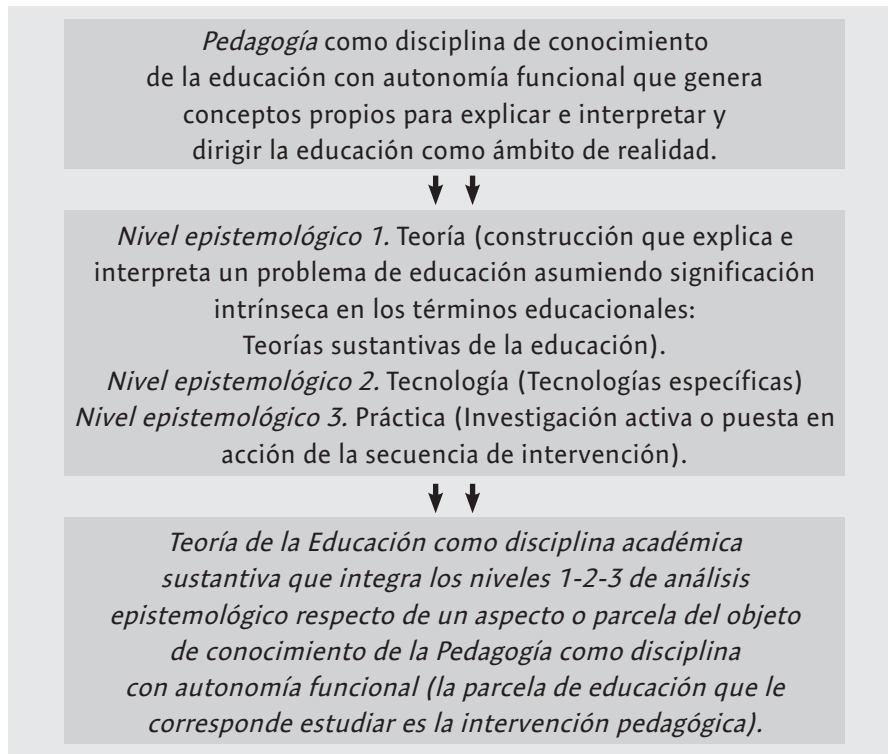 Pedagogía como disciplina de conocimiento
de la educación con autonomía funcional que genera
conceptos propios para explicar e interpretar y
dirigir la educación como ámbito de realidad.
Nivel epistemológico 1. Teoría (construcción que explica e
interpreta un problema de educación asumiendo significación
intrínseca en los términos educacionales:
Teorías sustantivas de la educación).
Nivel epistemológico 2. Tecnología (Tecnologías específicas)
Nivel epistemológico 3. Práctica (Investigación activa o puesta en
acción de la secuencia de intervención).
Teoría de la Educación como disciplina académica
sustantiva que integra los niveles 1-2-3 de análisis
epistemológico respecto de un aspecto o parcela del objeto
de conocimiento de la Pedagogía como disciplina
con autonomía funcional (la parcela de educación que le
corresponde estudiar es la intervención pedagógica).